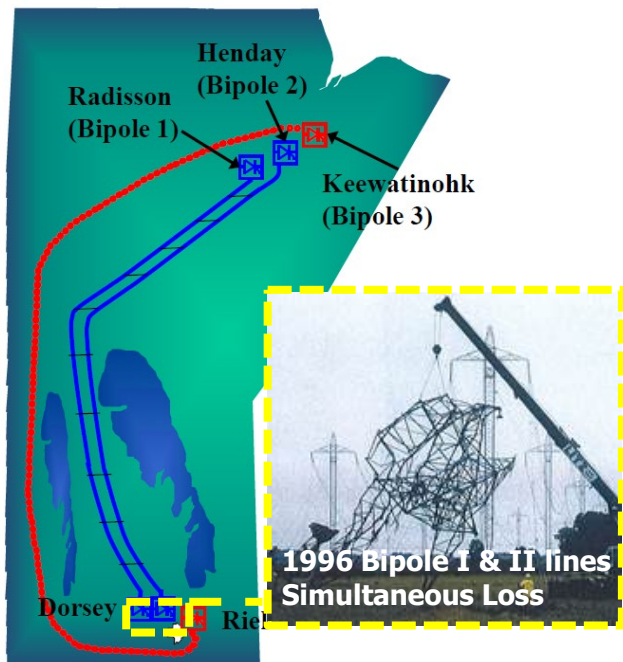 Henday
(Bipole 2)
Radisson
(Bipole 1)
Keewatinohk
(Bipole 3)
1996 Bipole I & II lines
Simultaneous Loss
Dorsey